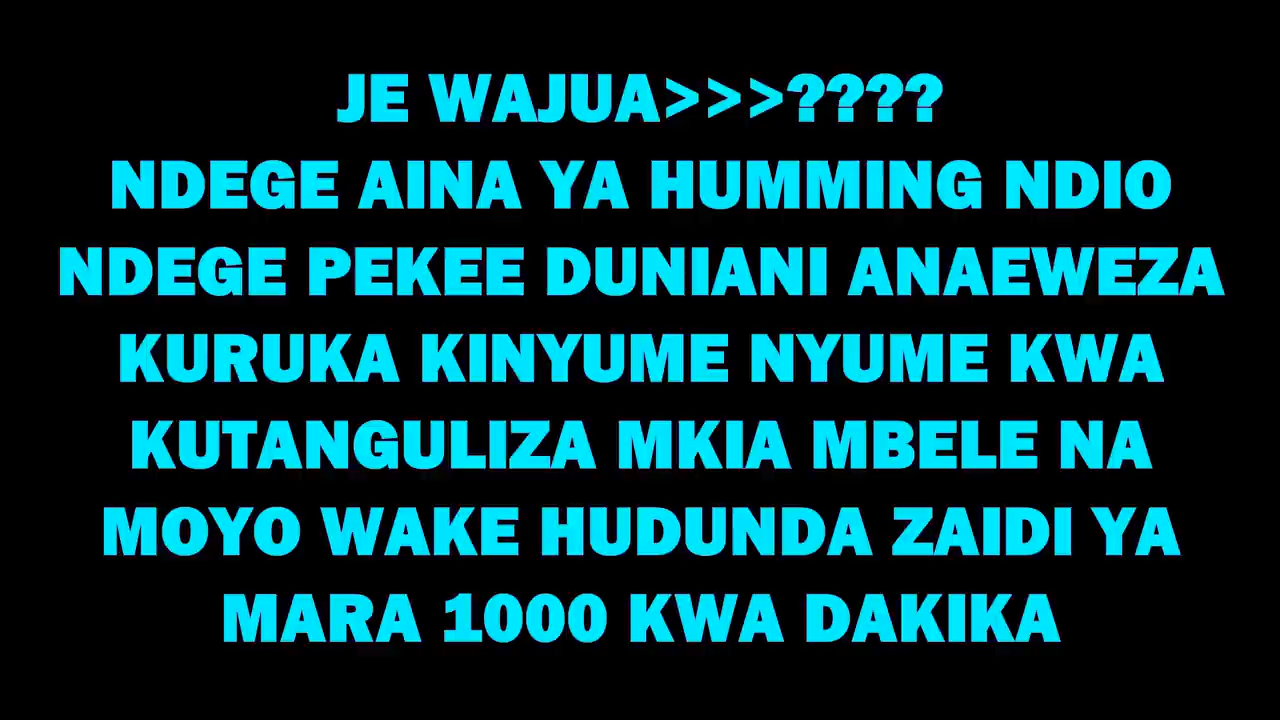 JE WAJUA>>>????
NDEGE AINA YA HUMMING NDIO
NDEGE PEKEE DUNIANI ANAEWEZA
KURUKA KINYUME NYUME KWA
KUTANGULIZA MKIA MBELE NA
MOYO WAKE HUDUNDA ZAIDI YA
MARA 1000 KWA DAKIKA